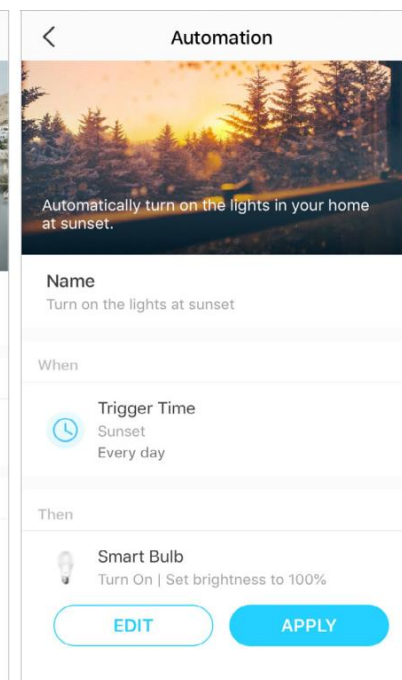 Automation
Automatically turn on the lights in your home
at sunset.
Name
Turn on the lights at sunset
When
Trigger Time
Sunset
Every day
Then
Smart Bulb
Turn On | Set brightness to 100%
EDIT
APPLY